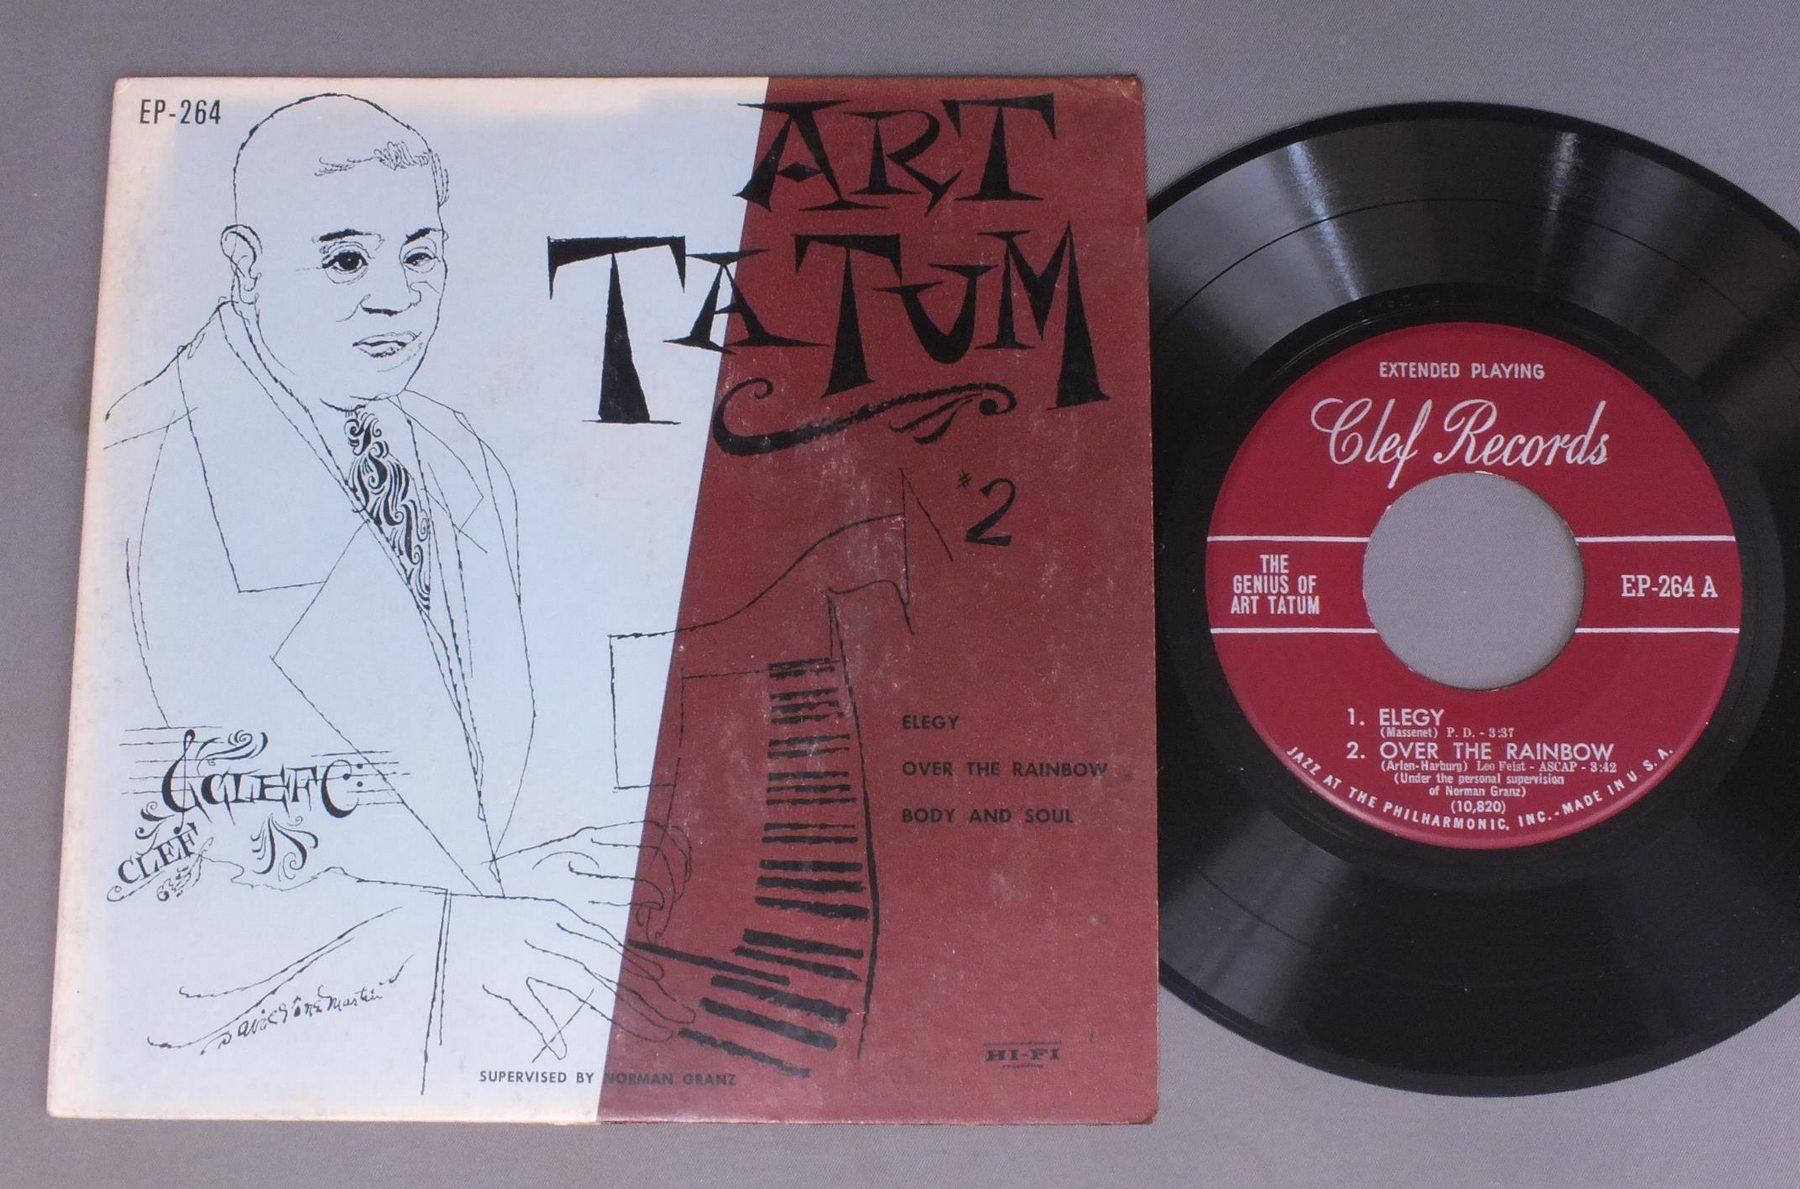 EP-264
ART
TATUM
#2
ELEGY
OVER THE RAINBOW
BODY AND SOUL
CLEF
CLEF
David Stone Martin
SUPERVISED BY NORMAN GRANZ
HI-FI
EXTENDED PLAYING
Clef Records
THE
GENIUS OF
ART TATUM
EP-264 A
1. ELEGY
(Massenet) P. D. - 3:37
2. OVER THE RAINBOW
(Arlen-Harburg) Leo Feist - ASCAP - 3:42
(Under the personal supervision
of Norman Granz)
(10,820)
JAZZ AT THE PHILHARMONIC, INC. - MADE IN U. S. A.